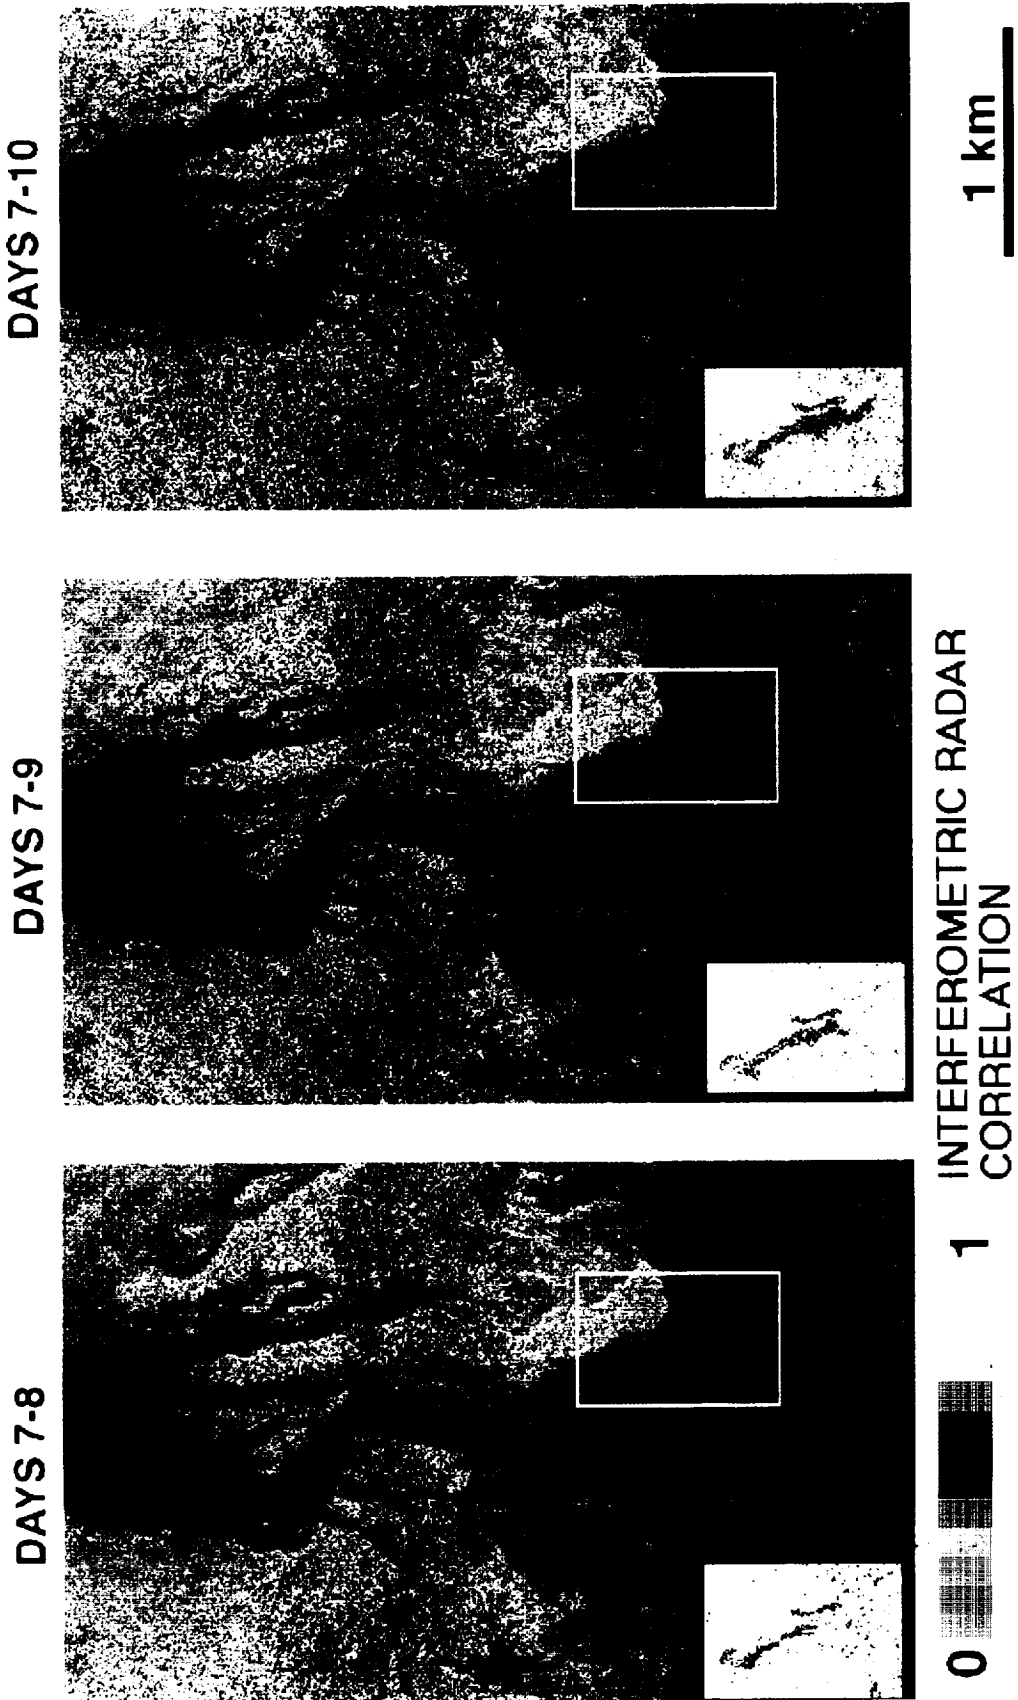 DAYS 7-8
DAYS 7-9
DAYS 7-10
0
1
INTERFEROMETRIC RADAR
CORRELATION
1 km